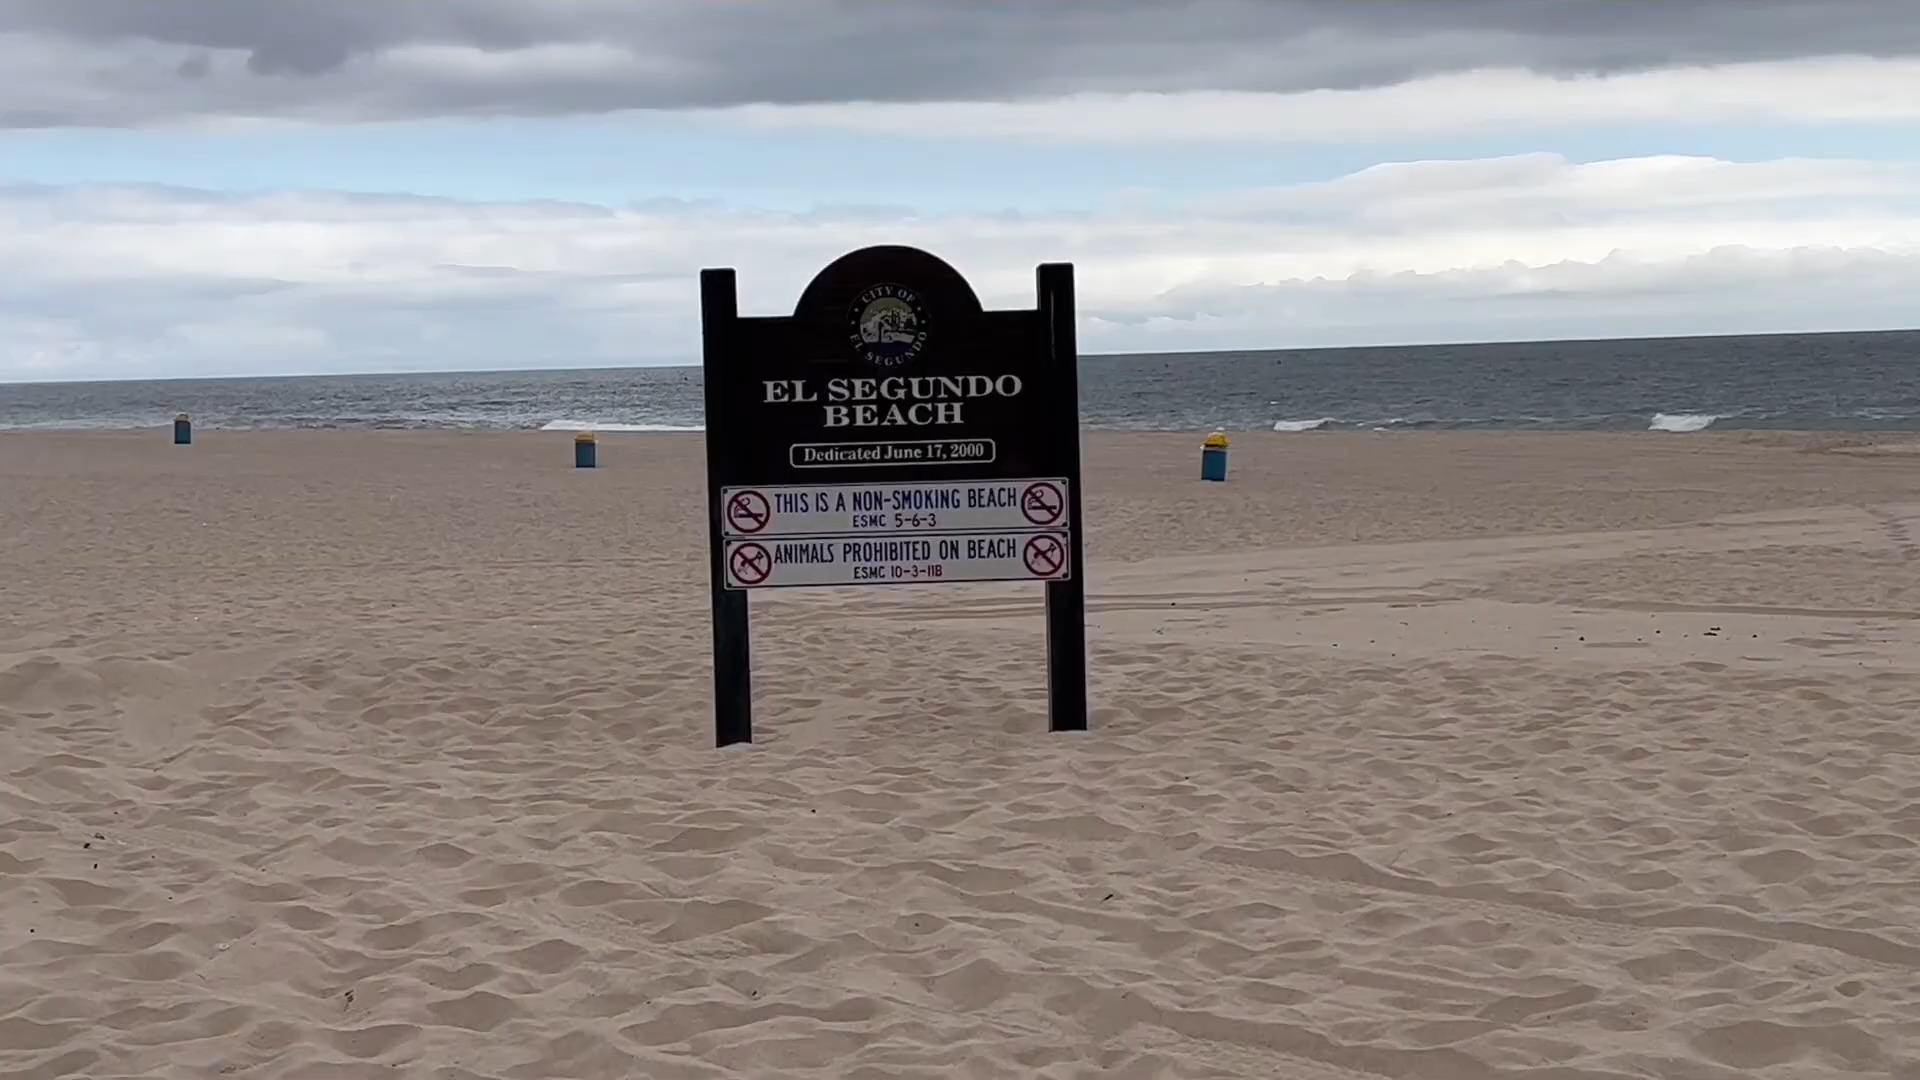 CITY OF
EL SEGUNDO
EL SEGUNDO
BEACH
Dedicated June 17, 2000
THIS IS A NON-SMOKING BEACH
ESMC 5-6-3
ANIMALS PROHIBITED ON BEACH
ESMC 10-3-11B